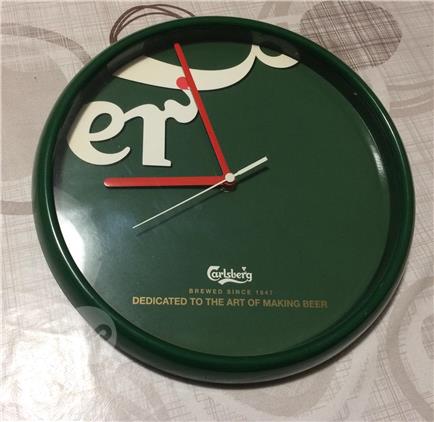 er
Carlsberg
BREWED SINCE 1847
DEDICATED TO THE ART OF MAKING BEER